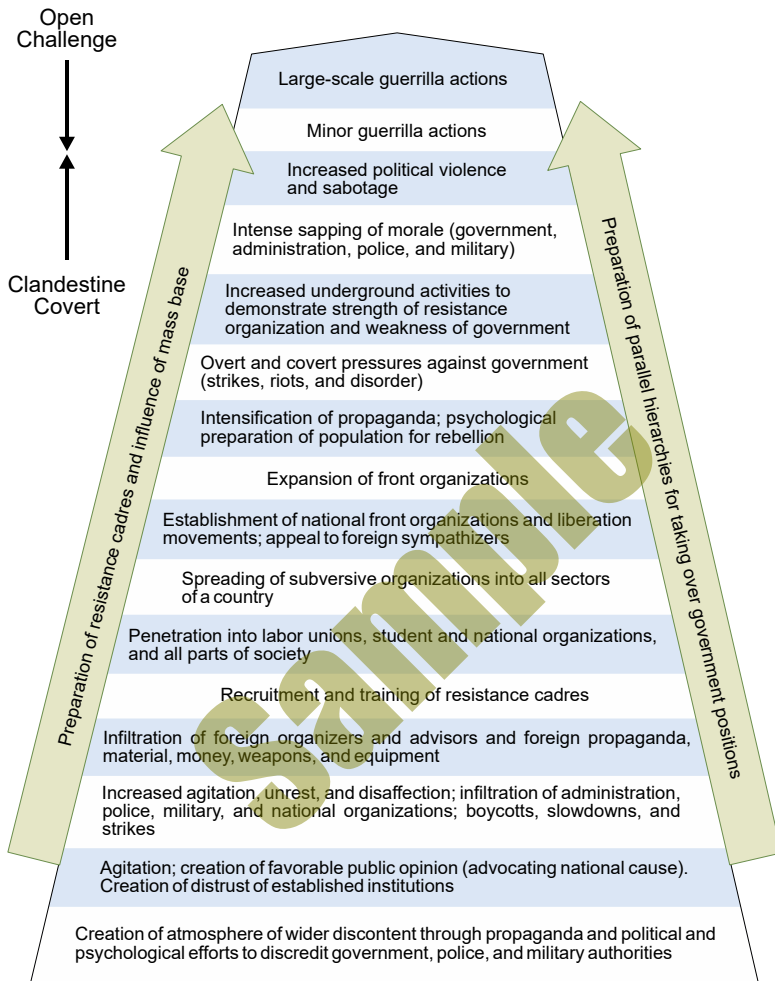 Open
Challenge
Clandestine
Covert
Large-scale guerrilla actions
Minor guerrilla actions
Increased political violence
and sabotage
Intense sapping of morale (government,
administration, police, and military)
Increased underground activities to
demonstrate strength of resistance
organization and weakness of government
Overt and covert pressures against government
(strikes, riots, and disorder)
Intensification of propaganda; psychological
preparation of population for rebellion
Expansion of front organizations
Establishment of national front organizations and liberation
movements; appeal to foreign sympathizers
Spreading of subversive organizations into all sectors
of a country
Penetration into labor unions, student and national organizations,
and all parts of society
Recruitment and training of resistance cadres
Infiltration of foreign organizers and advisors and foreign propaganda,
material, money, weapons, and equipment
Increased agitation, unrest, and disaffection; infiltration of administration,
police, military, and national organizations; boycotts, slowdowns, and
strikes
Agitation; creation of favorable public opinion (advocating national cause).
Creation of distrust of established institutions
Creation of atmosphere of wider discontent through propaganda and political and
psychological efforts to discredit government, police, and military authorities
Preparation of resistance cadres and influence of mass base
Preparation of parallel hierarchies for taking over government positions
Sample